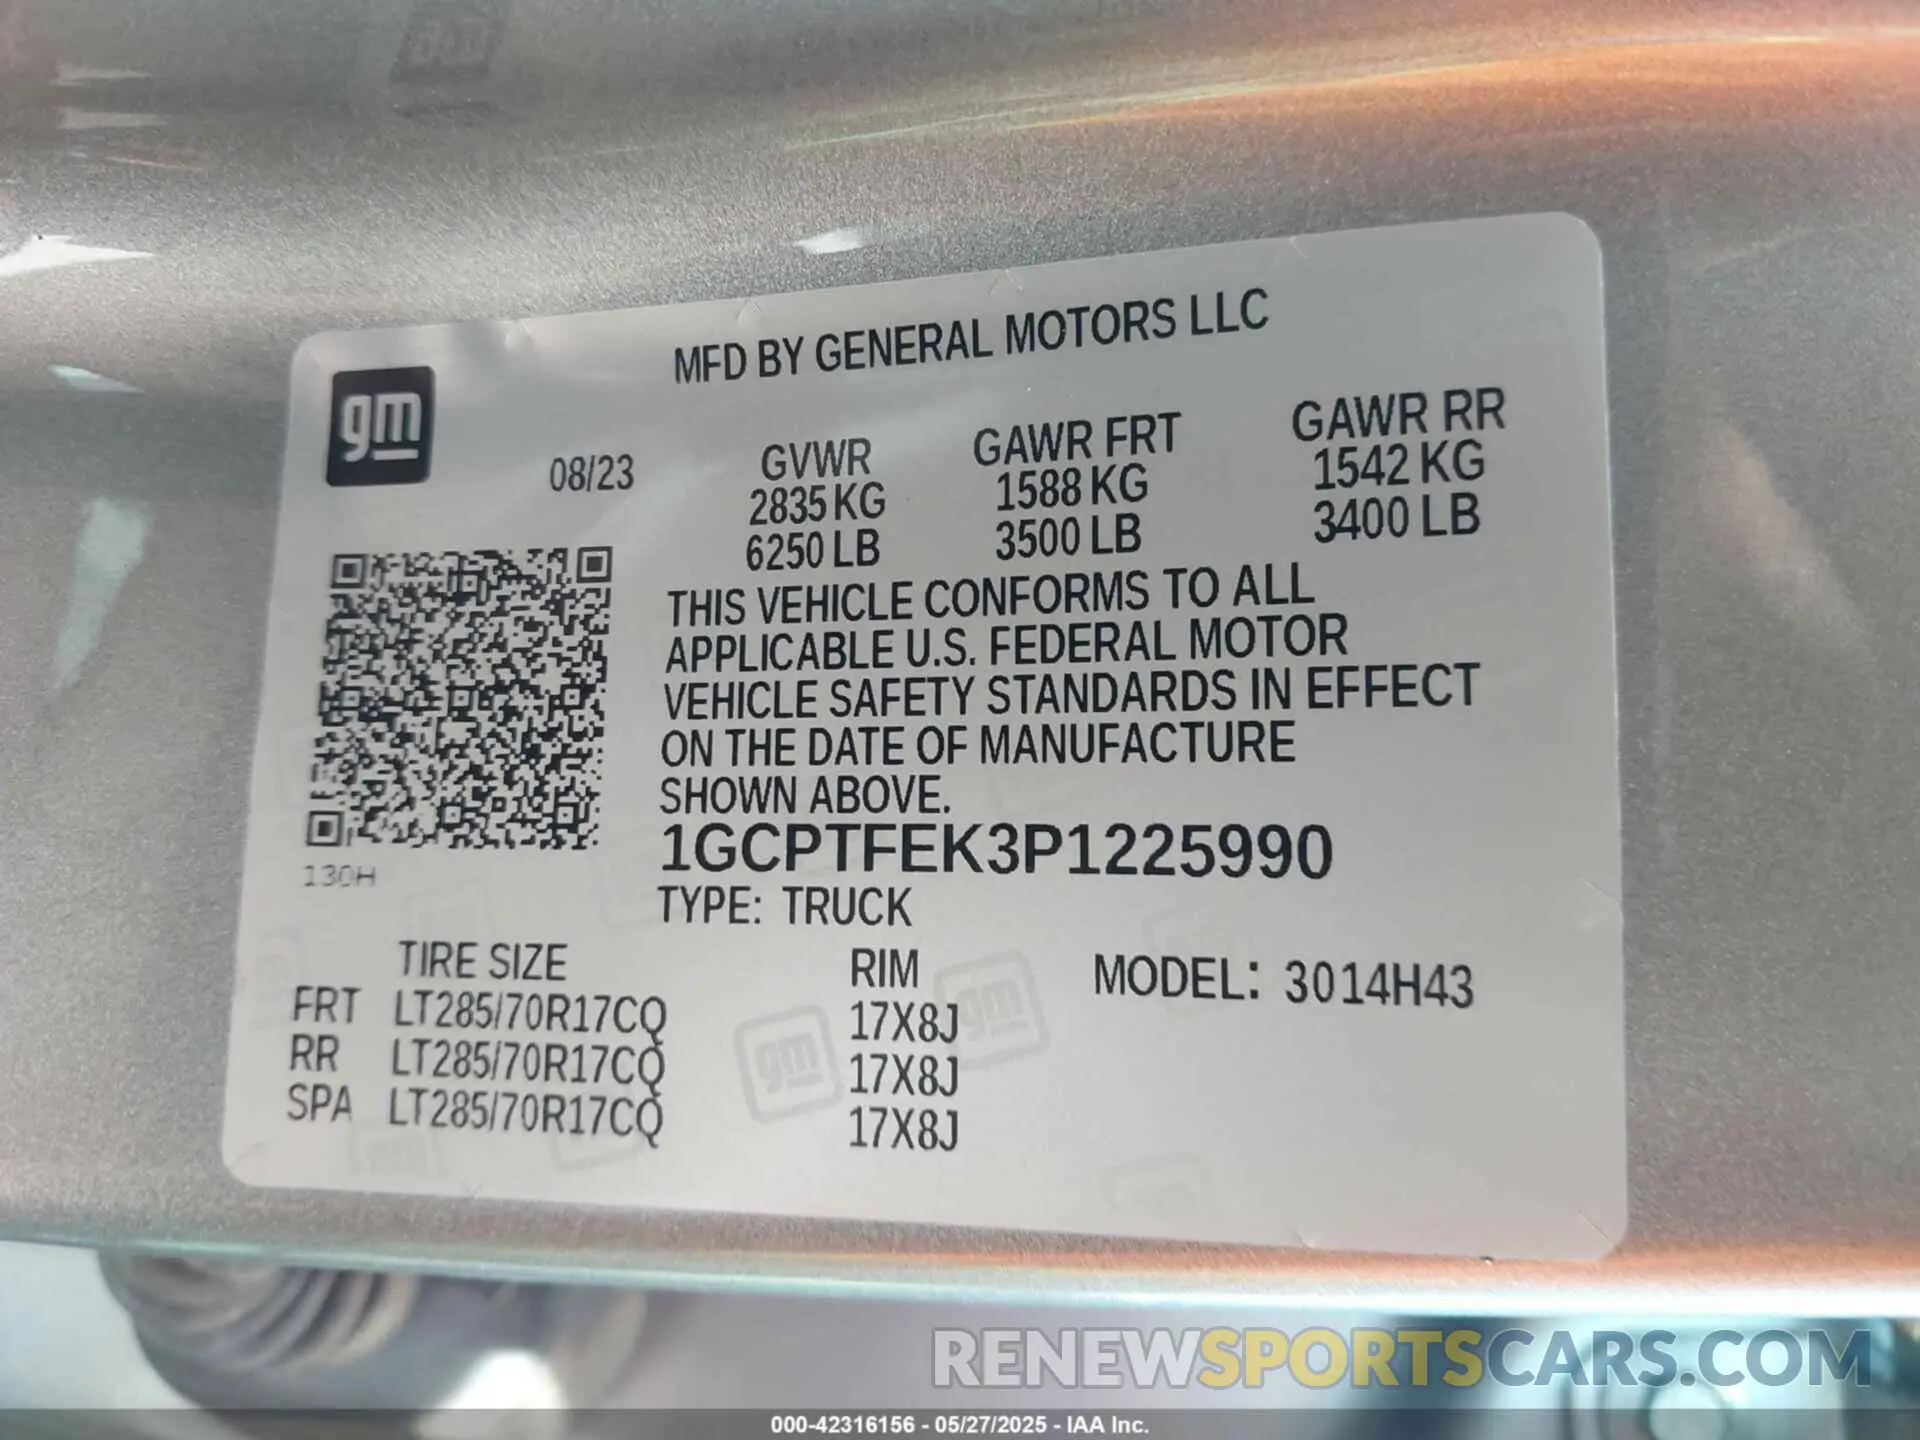 MFD BY GENERAL MOTORS LLC
gm
08/23 GVWR GAWR FRT GAWR RR
2835 KG 1588 KG 1542 KG
6250 LB 3500 LB 3400 LB
THIS VEHICLE CONFORMS TO ALL
APPLICABLE U.S. FEDERAL MOTOR
VEHICLE SAFETY STANDARDS IN EFFECT
ON THE DATE OF MANUFACTURE
SHOWN ABOVE.
1GCPTFEK3P1225990
130H
TYPE: TRUCK
TIRE SIZE RIM MODEL: 3014H43
FRT LT285/70R17CQ 17X8J
RR LT285/70R17CQ 17X8J
SPA LT285/70R17CQ 17X8J
gm gm
RENEWSPORTSCARS.COM
000-42316156 - 05/27/2025 - IAA Inc.